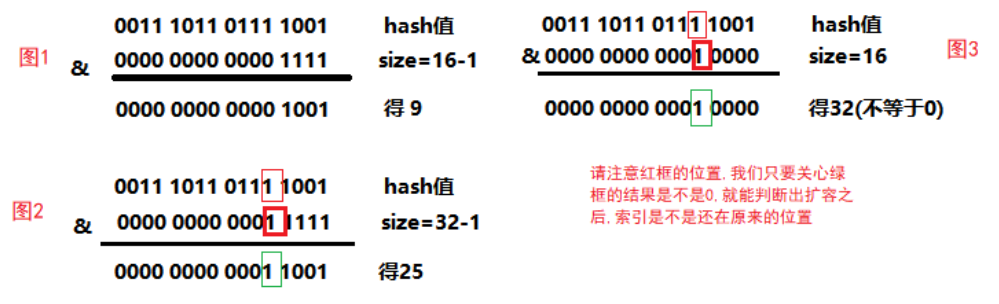 图1
0011 1011 0111 1001 hash值
& 0000 0000 0000 1111 size=16-1
0000 0000 0000 1001 得 9
图2
0011 1011 0111 1001 hash值
& 0000 0000 0001 1111 size=32-1
0000 0000 0001 1001 得25
图3
0011 1011 0111 1001 hash值
& 0000 0000 0001 0000 size=16
0000 0000 0001 0000 得32(不等于0)
请注意红框的位置, 我们只要关心绿
框的结果是不是0, 就能判断出扩容之
后, 索引是不是还在原来的位置